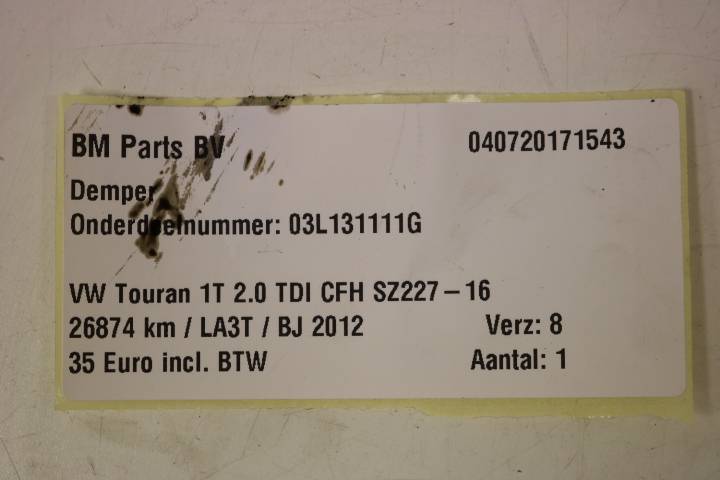 BM Parts BV 040720171543
Demper
Onderdeelnummer: 03L131111G
VW Touran 1T 2.0 TDI CFH SZ227-16
26874 km / LA3T / BJ 2012 Verz: 8
35 Euro incl. BTW Aantal: 1